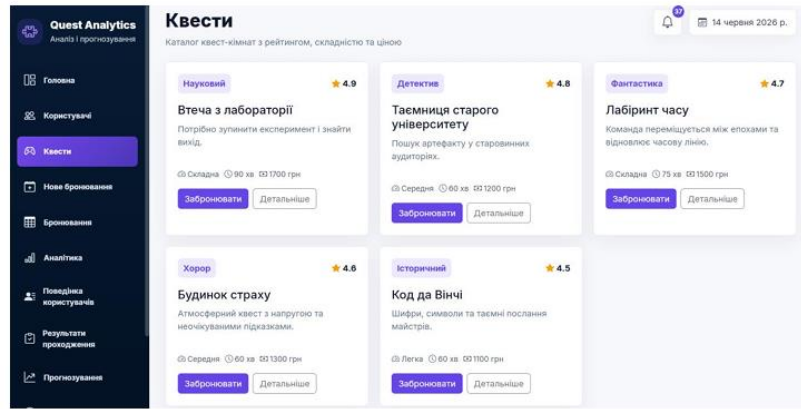 Quest Analytics
Аналіз і прогнозування
Головна
Користувачі
Квести
Нове бронювання
Бронювання
Аналітика
Поведінка
користувачів
Результати
проходження
Прогнозування
Квести
Каталог квест-кімнат з рейтингом, складністю та ціною
37
14 червня 2026 р.
Науковий
4.9
Втеча з лабораторії
Потрібно зупинити експеримент і знайти
вихід.
Складна 90 хв 1700 грн
Забронювати Детальніше
Детектив
4.8
Таємниця старого
університету
Пошук артефакту у старовинних
аудиторіях.
Середня 60 хв 1200 грн
Забронювати Детальніше
Фантастика
4.7
Лабіринт часу
Команда переміщується між епохами та
відновлює часову лінію.
Складна 75 хв 1500 грн
Забронювати Детальніше
Хорор
4.6
Будинок страху
Атмосферний квест з напругою та
неочікуваними підказками.
Середня 60 хв 1300 грн
Забронювати Детальніше
Історичний
4.5
Код да Вінчі
Шифри, символи та таємні послання
майстрів.
Легка 60 хв 1100 грн
Забронювати Детальніше